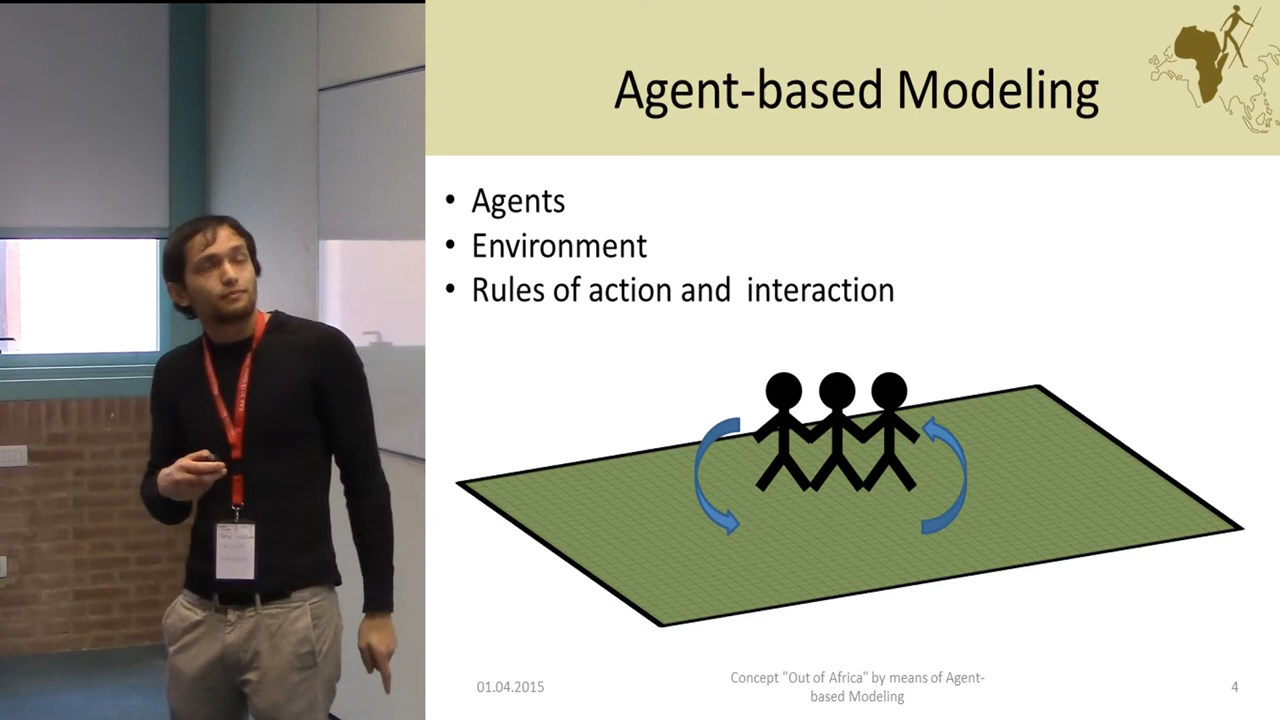 Agent-based Modeling
• Agents
• Environment
• Rules of action and  interaction
01.04.2015
Concept "Out of Africa" by means of Agent-
based Modeling
4